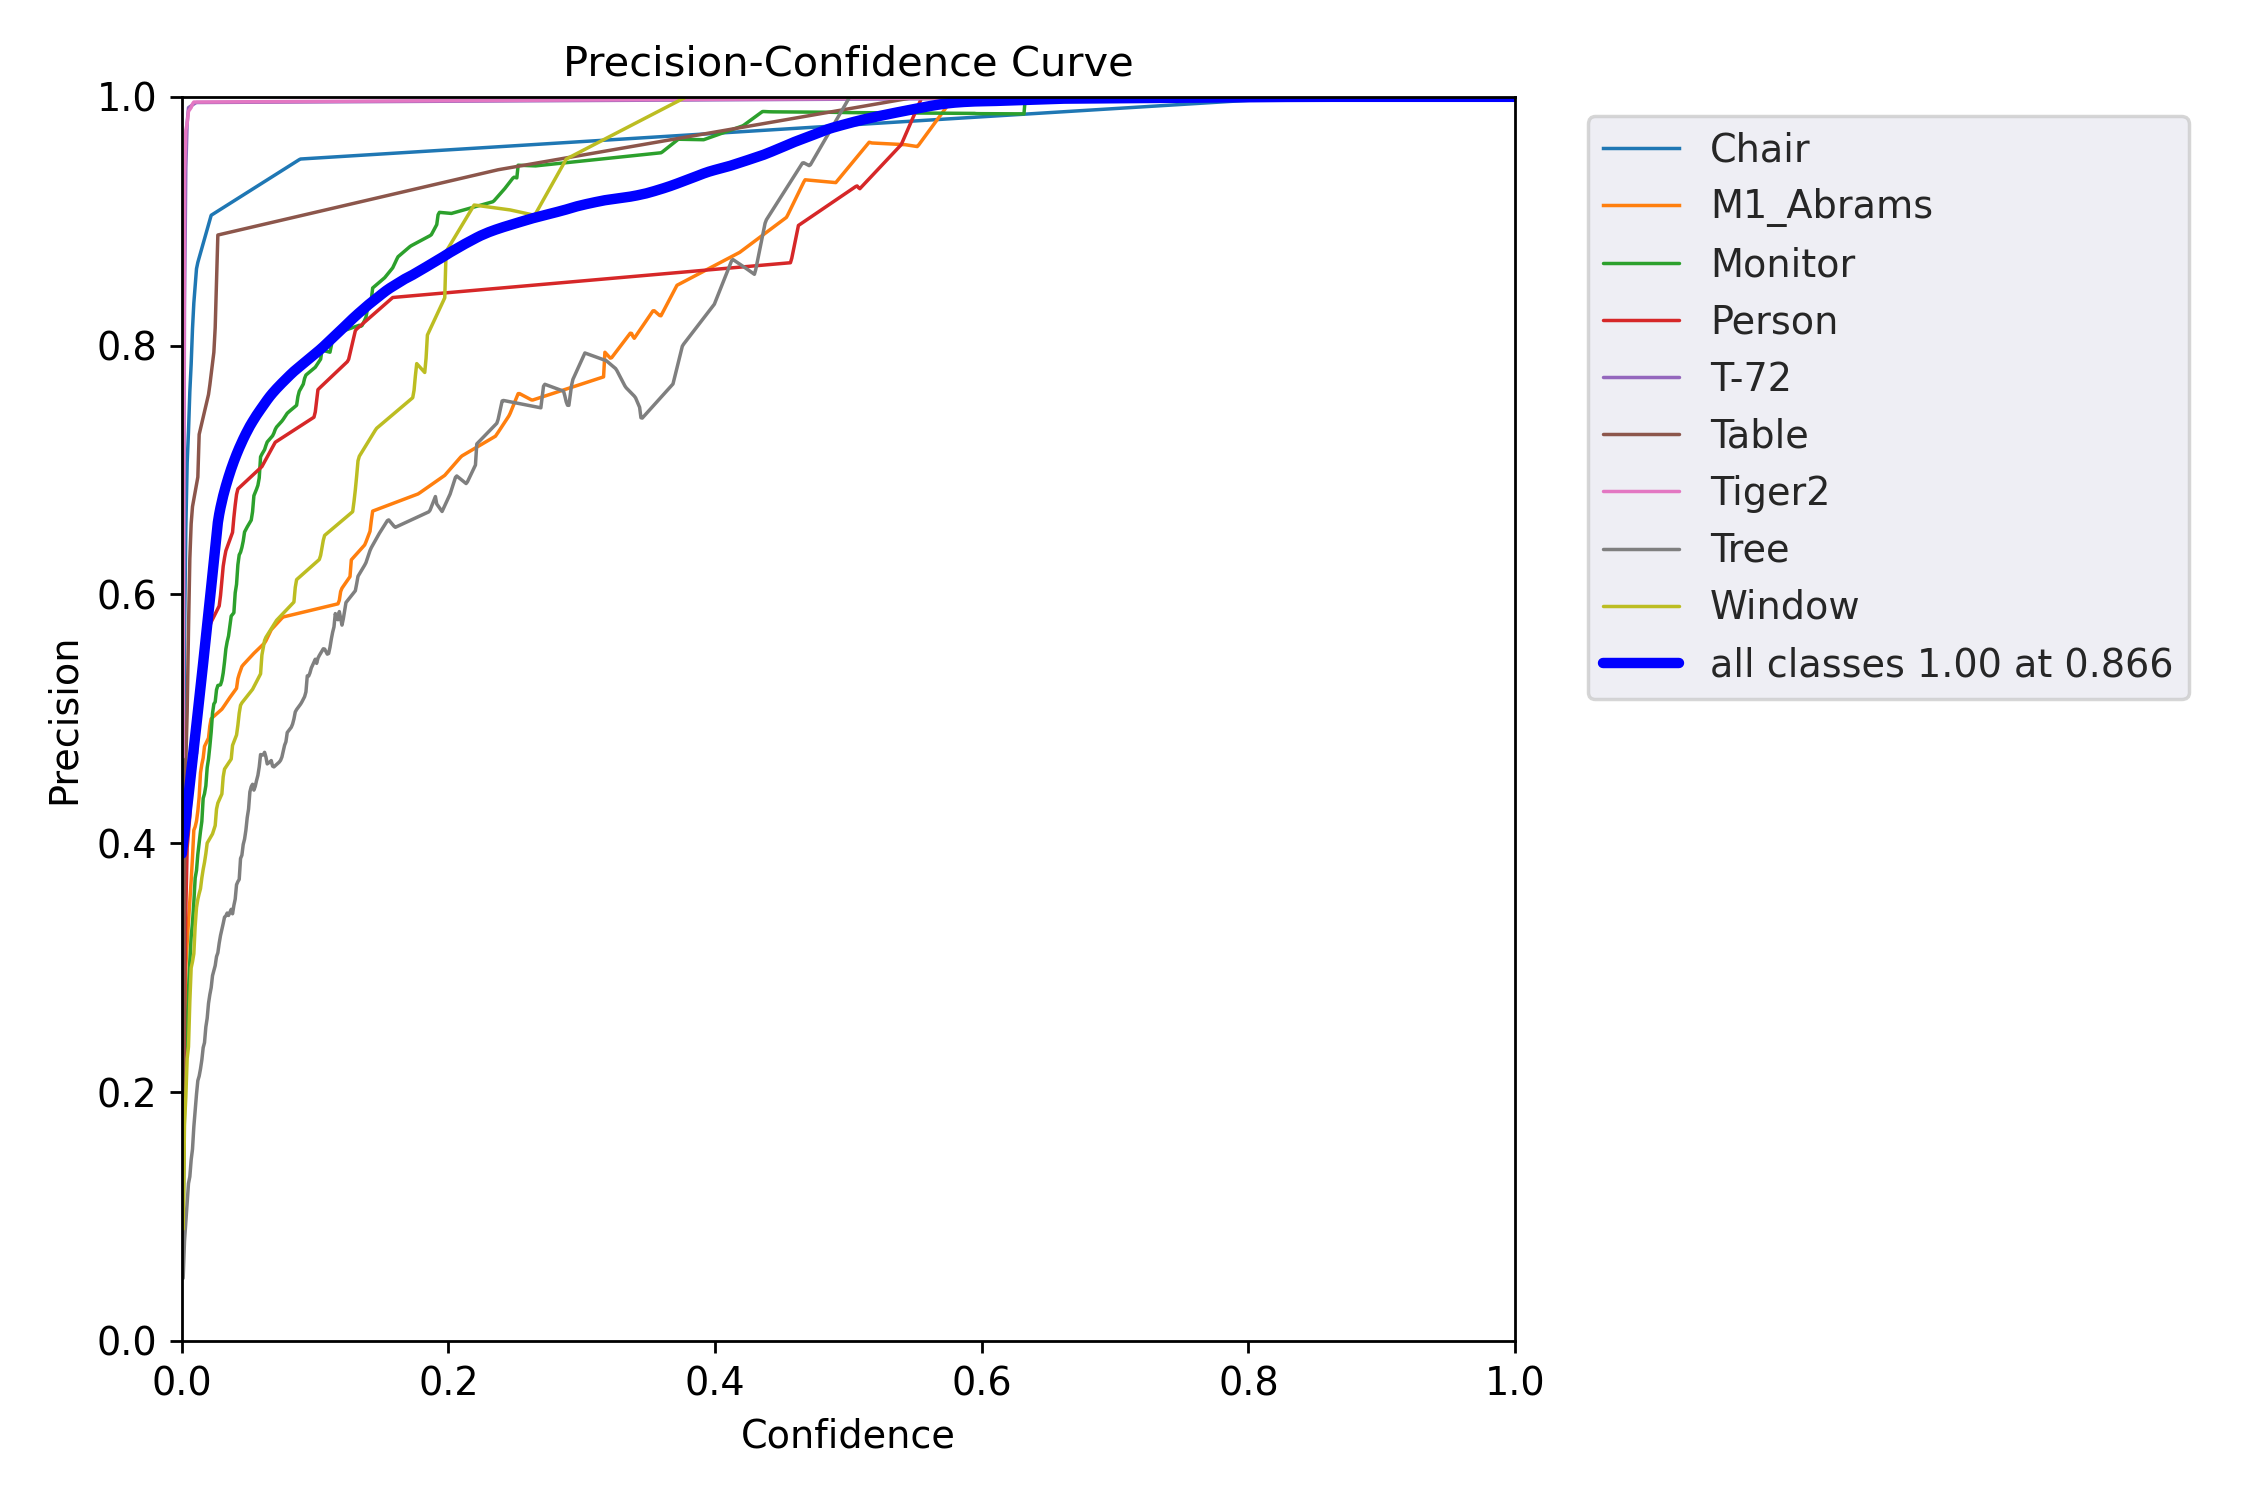 Precision-Confidence Curve
1.0
0.8
0.6
0.4
0.2
0.0
Precision
0.0 0.2 0.4 0.6 0.8 1.0
Confidence
Chair
M1_Abrams
Monitor
Person
T-72
Table
Tiger2
Tree
Window
all classes 1.00 at 0.866